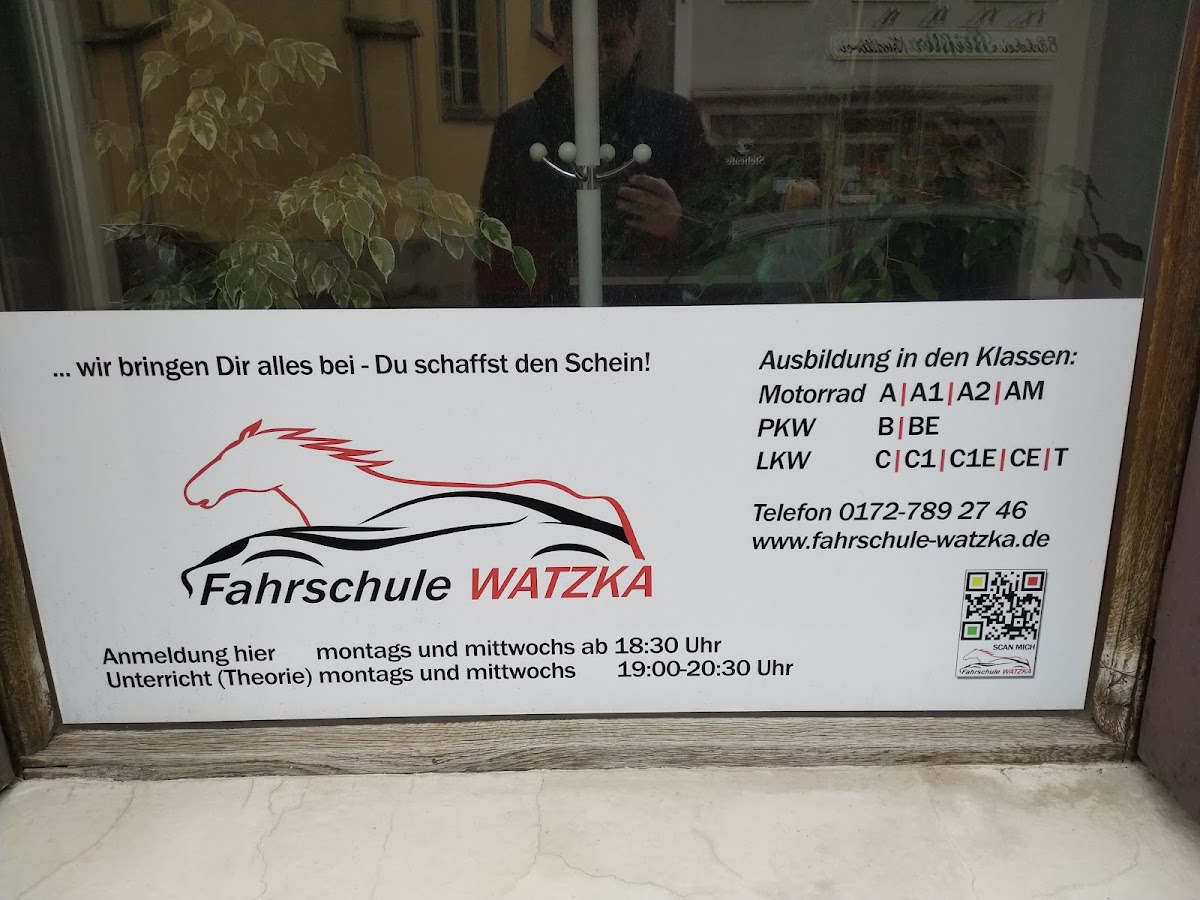 ... wir bringen Dir alles bei - Du schaffst den Schein!
Fahrschule WATZKA
Anmeldung hier montags und mittwochs ab 18:30 Uhr
Unterricht (Theorie) montags und mittwochs 19:00-20:30 Uhr
Ausbildung in den Klassen:
Motorrad A|A1|A2|AM
PKW B|BE
LKW C|C1|C1E|CE|T
Telefon 0172-789 27 46
www.fahrschule-watzka.de
SCAN MICH
Fahrschule WATZKA